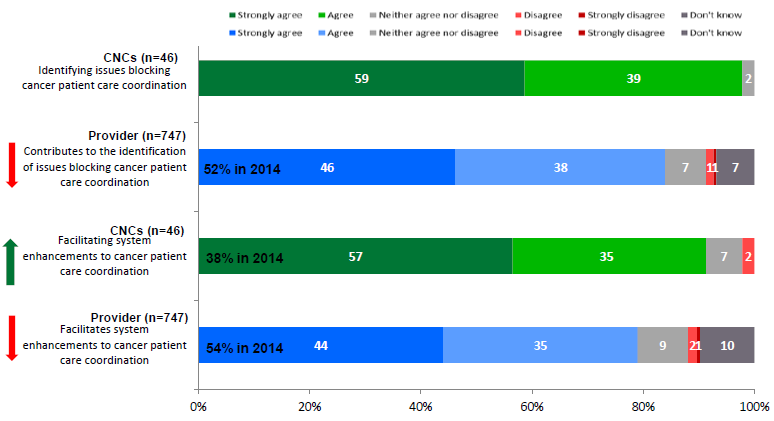 Strongly agree Agree Neither agree nor disagree Disagree Strongly disagree Don't know
Strongly agree Agree Neither agree nor disagree Disagree Strongly disagree Don't know
CNCs (n=46)
Identifying issues blocking
cancer patient care coordination
59 39 2
Provider (n=747)
Contributes to the identification
of issues blocking cancer patient
care coordination
52% in 2014 46 38 7 1 1 7
CNCs (n=46)
Facilitating system
enhancements to cancer patient
care coordination
38% in 2014 57 35 7 2
Provider (n=747)
Facilitates system
enhancements to cancer patient
care coordination
54% in 2014 44 35 9 2 1 10
0% 20% 40% 60% 80% 100%